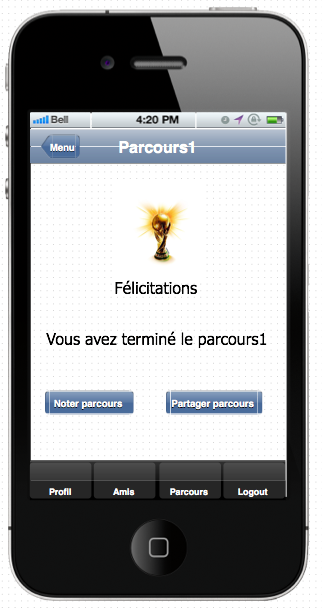 Bell 4:20 PM
Menu Parcours1
Félicitations
Vous avez terminé le parcours1
Noter parcours Partager parcours
Profil Amis Parcours Logout